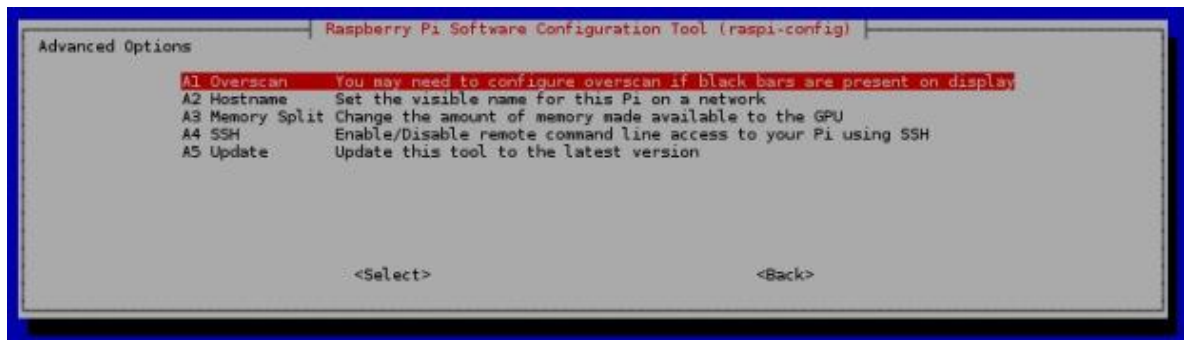 Raspberry Pi Software Configuration Tool (raspi-config)
Advanced Options
A1 Overscan You may need to configure overscan if black bars are present on display
A2 Hostname Set the visible name for this Pi on a network
A3 Memory Split Change the amount of memory made available to the GPU
A4 SSH Enable/Disable remote command line access to your Pi using SSH
A5 Update Update this tool to the latest version
<Select> <Back>